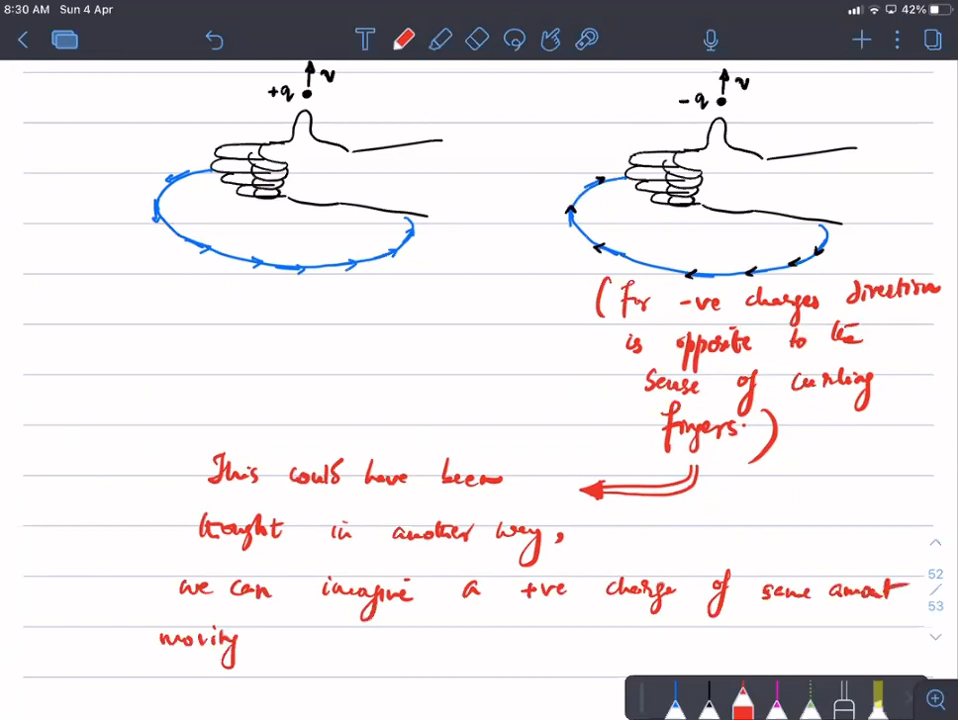 8:30 AM Sun 4 Apr
42%
T
+q v
-q v
(for -ve charges direction
is opposite to the
sense of curling
fingers.)
This could have been
thought in another way,
we can imagine a +ve charge of same amount
moving
52
/
53